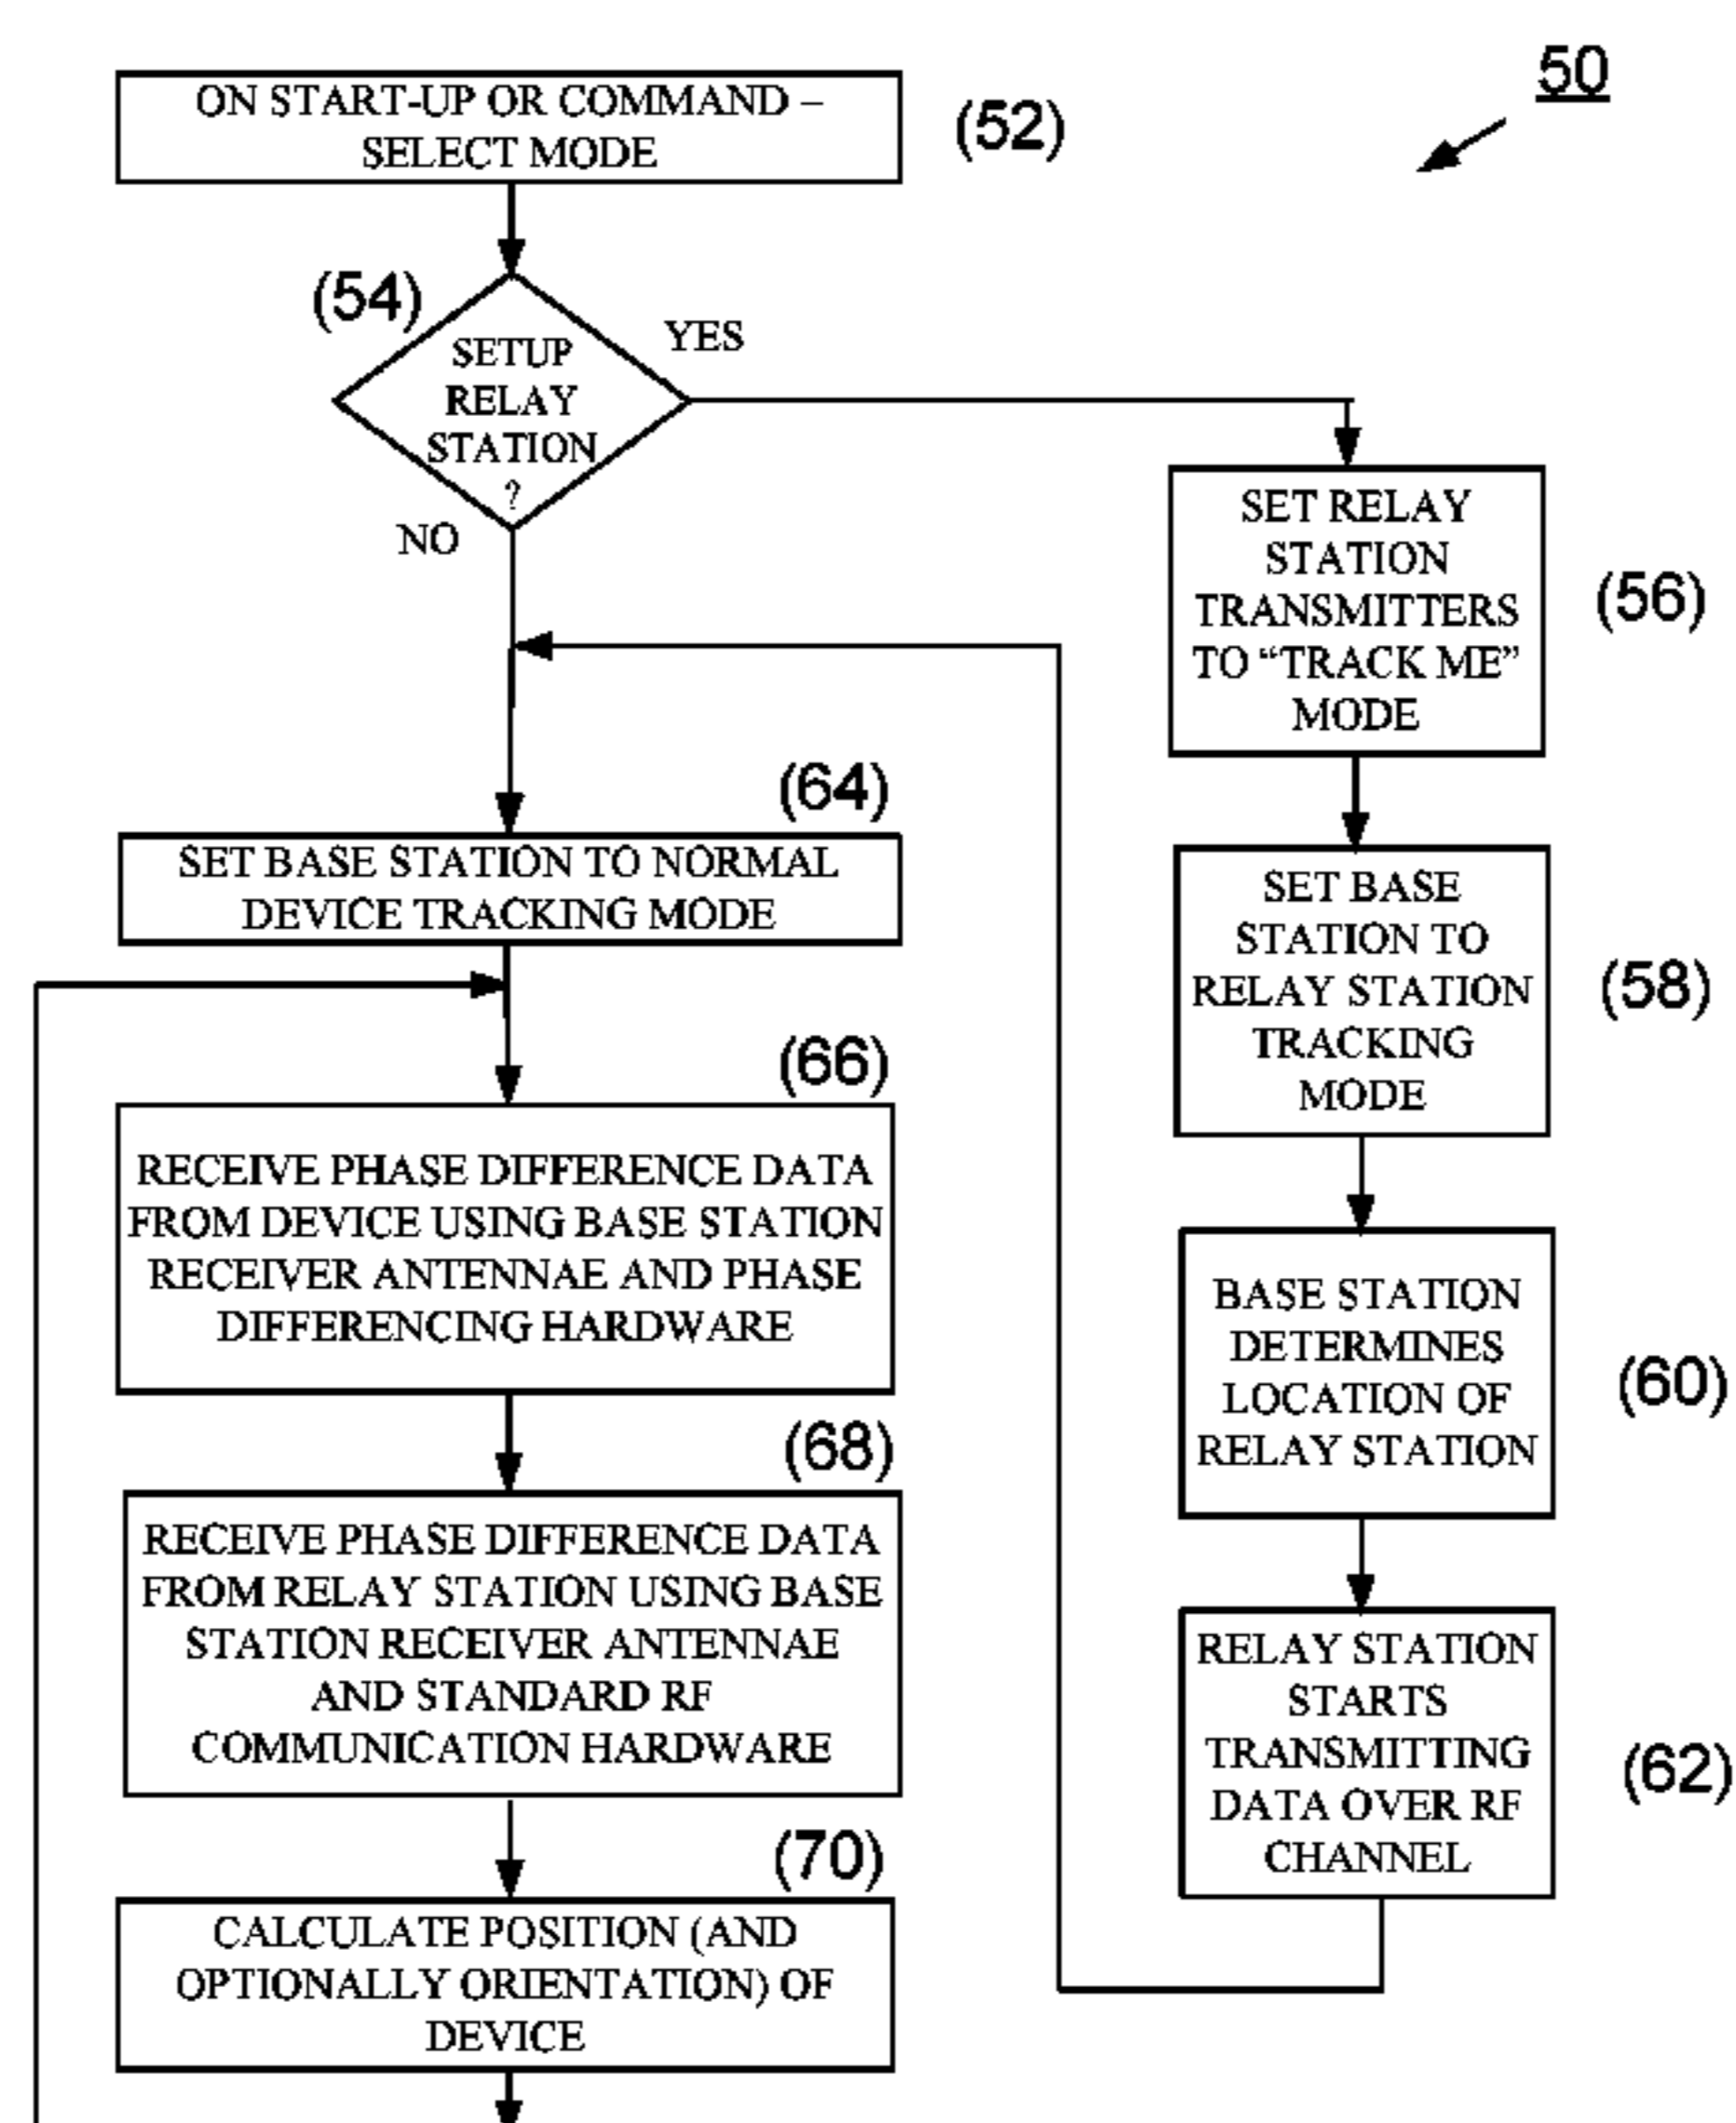 50
ON START-UP OR COMMAND –
SELECT MODE
(52)
(54)
SETUP
RELAY
STATION
?
YES
NO
SET RELAY
STATION
TRANSMITTERS
TO “TRACK ME”
MODE
(56)
SET BASE
STATION TO
RELAY STATION
TRACKING
MODE
(58)
BASE STATION
DETERMINES
LOCATION OF
RELAY STATION
(60)
RELAY STATION
STARTS
TRANSMITTING
DATA OVER RF
CHANNEL
(62)
(64)
SET BASE STATION TO NORMAL
DEVICE TRACKING MODE
(66)
RECEIVE PHASE DIFFERENCE DATA
FROM DEVICE USING BASE STATION
RECEIVER ANTENNAE AND PHASE
DIFFERENCING HARDWARE
(68)
RECEIVE PHASE DIFFERENCE DATA
FROM RELAY STATION USING BASE
STATION RECEIVER ANTENNAE
AND STANDARD RF
COMMUNICATION HARDWARE
(70)
CALCULATE POSITION (AND
OPTIONALLY ORIENTATION) OF
DEVICE